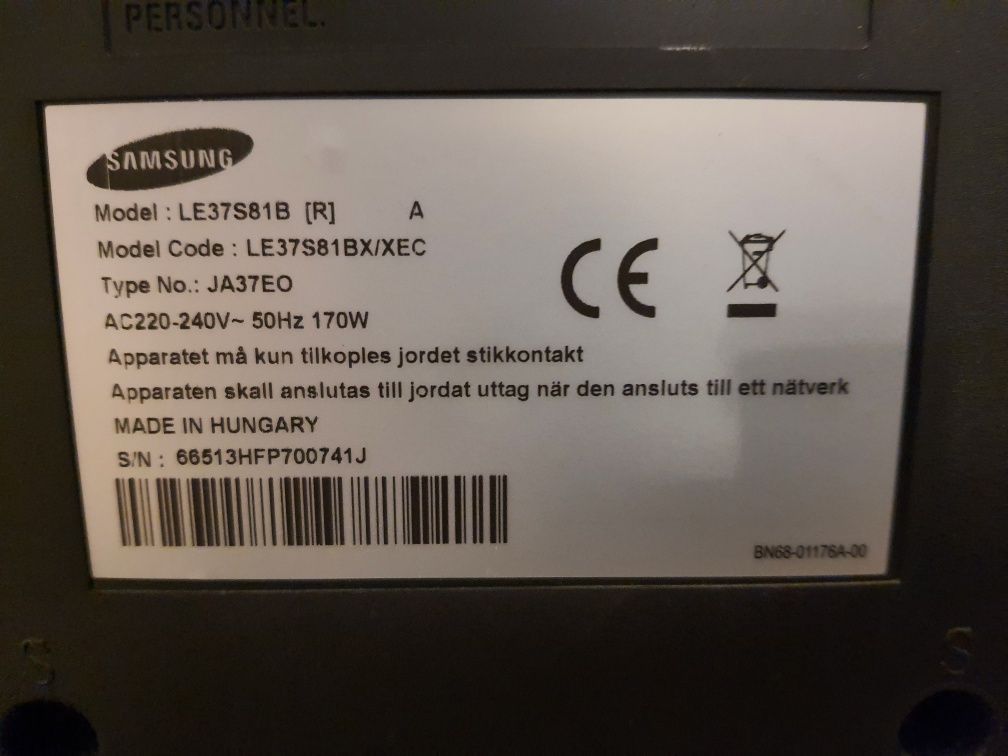 PERSONNEL.
SAMSUNG
Model : LE37S81B [R] A
Model Code : LE37S81BX/XEC
Type No.: JA37EO
AC220-240V~ 50Hz 170W
Apparatet må kun tilkoples jordet stikkontakt
Apparaten skall anslutas till jordat uttag när den ansluts till ett nätverk
MADE IN HUNGARY
S/N : 66513HFP700741J
CE
BN68-01176A-00
S S